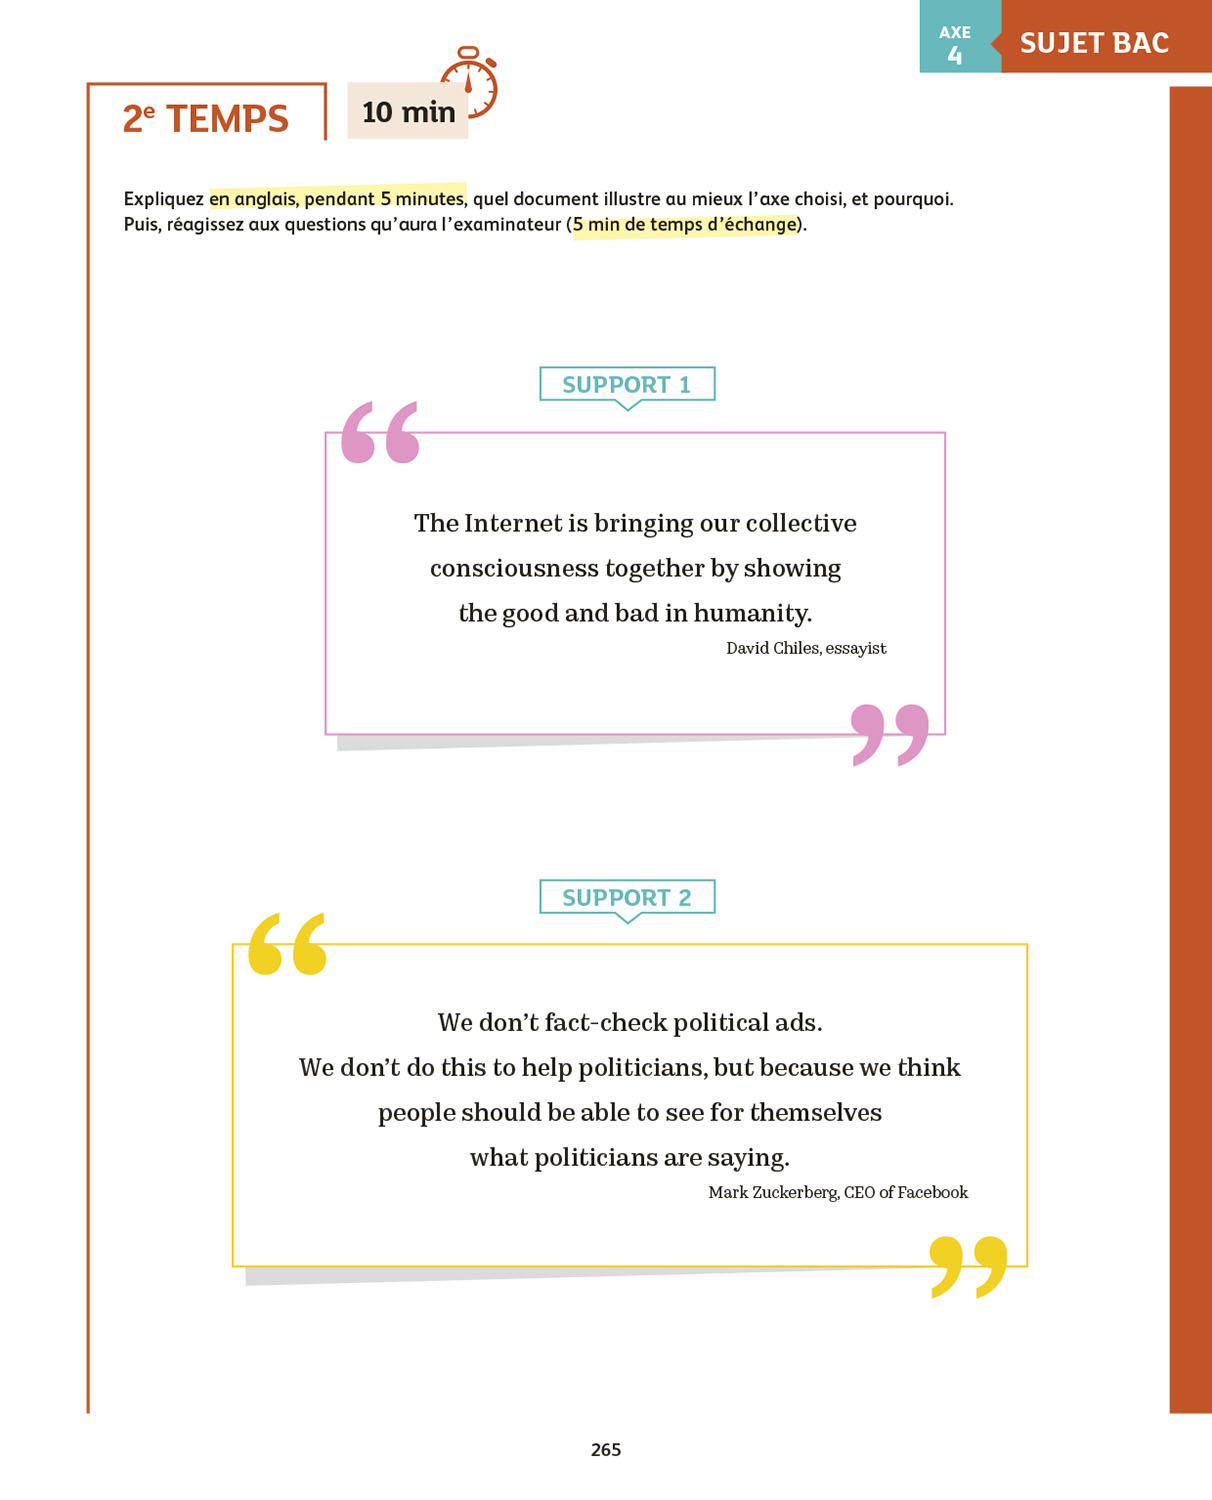 AXE
4
SUJET BAC
2e TEMPS
10 min
Expliquez en anglais, pendant 5 minutes, quel document illustre au mieux l’axe choisi, et pourquoi.
Puis, réagissez aux questions qu’aura l’examinateur (5 min de temps d’échange).
SUPPORT 1
“
The Internet is bringing our collective
consciousness together by showing
the good and bad in humanity.
David Chiles, essayist
”
SUPPORT 2
“
We don’t fact-check political ads.
We don’t do this to help politicians, but because we think
people should be able to see for themselves
what politicians are saying.
Mark Zuckerberg, CEO of Facebook
”
265